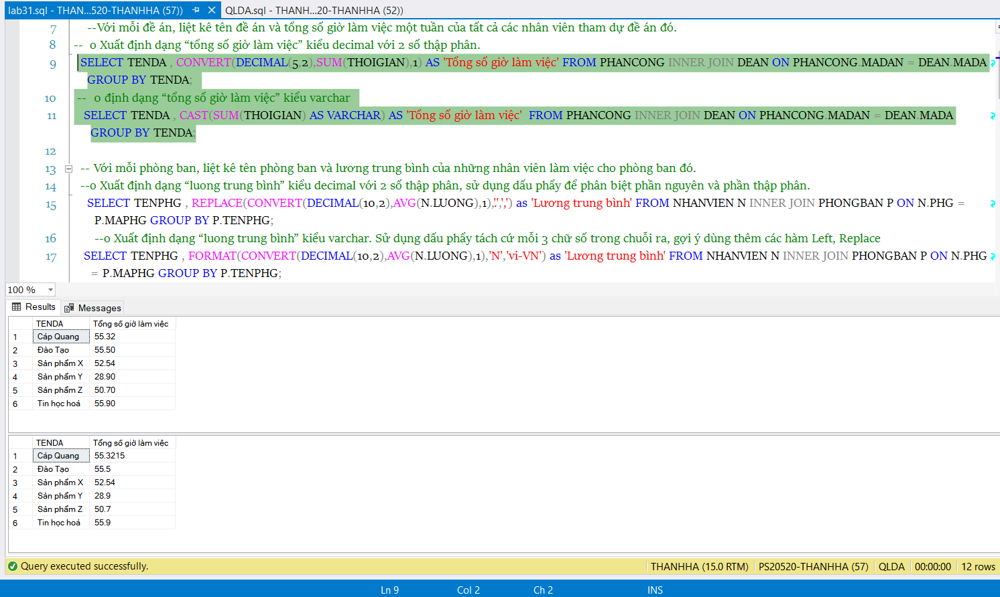 lab31.sql - THAN...520-THANHHA (57)) QLDA.sql - THANH...20-THANHHA (52))
7 --Với mỗi đề án, liệt kê tên đề án và tổng số giờ làm việc một tuần của tất cả các nhân viên tham dự đề án đó.
8 -- o Xuất định dạng “tổng số giờ làm việc” kiểu decimal với 2 số thập phân.
9 SELECT TENDA , CONVERT(DECIMAL(5,2),SUM(THOIGIAN),1) AS 'Tổng số giờ làm việc' FROM PHANCONG INNER JOIN DEAN ON PHANCONG.MADAN = DEAN.MADA
GROUP BY TENDA;
10 -- o định dạng “tổng số giờ làm việc” kiểu varchar
11 SELECT TENDA , CAST(SUM(THOIGIAN) AS VARCHAR) AS 'Tổng số giờ làm việc' FROM PHANCONG INNER JOIN DEAN ON PHANCONG.MADAN = DEAN.MADA
GROUP BY TENDA;
12
13 -- Với mỗi phòng ban, liệt kê tên phòng ban và lương trung bình của những nhân viên làm việc cho phòng ban đó.
14 --o Xuất định dạng “luong trung bình” kiểu decimal với 2 số thập phân, sử dụng dấu phẩy để phân biệt phần nguyên và phần thập phân.
15 SELECT TENPHG , REPLACE(CONVERT(DECIMAL(10,2),AVG(N.LUONG),1),'.',',') as 'Lương trung bình' FROM NHANVIEN N INNER JOIN PHONGBAN P ON N.PHG =
P.MAPHG GROUP BY P.TENPHG;
16 --o Xuất định dạng “luong trung bình” kiểu varchar. Sử dụng dấu phẩy tách cứ mỗi 3 chữ số trong chuỗi ra, gợi ý dùng thêm các hàm Left, Replace
17 SELECT TENPHG , FORMAT(CONVERT(DECIMAL(10,2),AVG(N.LUONG),1),'N','vi-VN') as 'Lương trung bình' FROM NHANVIEN N INNER JOIN PHONGBAN P ON N.PHG
= P.MAPHG GROUP BY P.TENPHG;
100 %
Results Messages
TENDA Tổng số giờ làm việc
1 Cáp Quang 55.32
2 Đào Tạo 55.50
3 Sản phẩm X 52.54
4 Sản phẩm Y 28.90
5 Sản phẩm Z 50.70
6 Tin học hoá 55.90
TENDA Tổng số giờ làm việc
1 Cáp Quang 55.3215
2 Đào Tạo 55.5
3 Sản phẩm X 52.54
4 Sản phẩm Y 28.9
5 Sản phẩm Z 50.7
6 Tin học hoá 55.9
Query executed successfully. THANHHA (15.0 RTM) PS20520-THANHHA (57) QLDA 00:00:00 12 rows
Ln 9 Col 2 Ch 2 INS